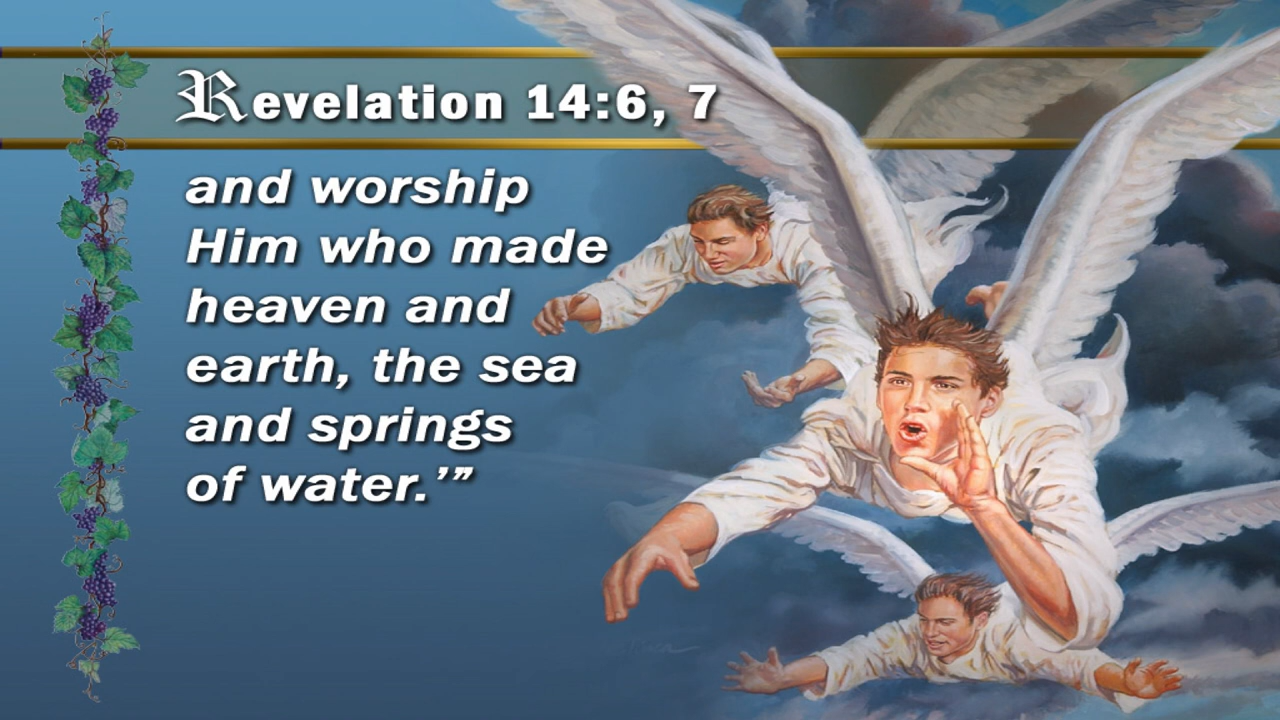 Revelation 14:6, 7
and worship
Him who made
heaven and
earth, the sea
and springs
of water.’”